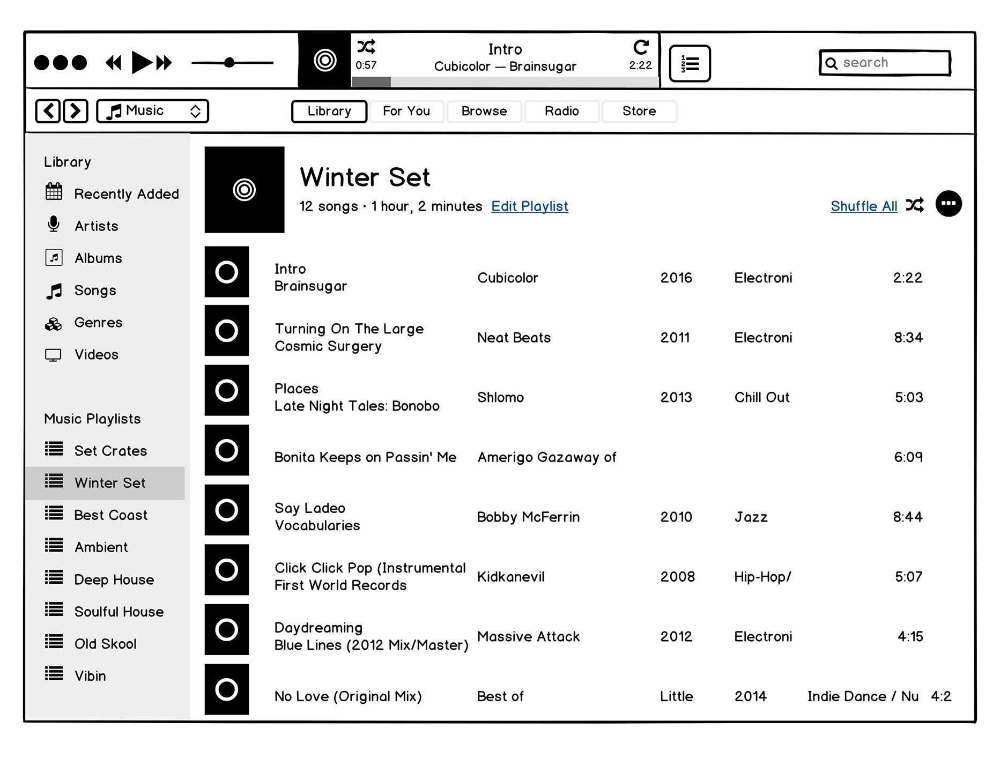 Intro
0:57
Cubicolor — Brainsugar
2:22
1
2
3
search
Music
Library
For You
Browse
Radio
Store
Library
Recently Added
Artists
Albums
Songs
Genres
Videos
Music Playlists
Set Crates
Winter Set
Best Coast
Ambient
Deep House
Soulful House
Old Skool
Vibin
Winter Set
12 songs · 1 hour, 2 minutes Edit Playlist
Shuffle All
Intro
Brainsugar
Cubicolor
2016
Electroni
2:22
Turning On The Large
Cosmic Surgery
Neat Beats
2011
Electroni
8:34
Places
Late Night Tales: Bonobo
Shlomo
2013
Chill Out
5:03
Bonita Keeps on Passin' Me
Amerigo Gazaway of
6:09
Say Ladeo
Vocabularies
Bobby McFerrin
2010
Jazz
8:44
Click Click Pop (Instrumental
First World Records
Kidkanevil
2008
Hip-Hop/
5:07
Daydreaming
Blue Lines (2012 Mix/Master)
Massive Attack
2012
Electroni
4:15
No Love (Original Mix)
Best of
Little
2014
Indie Dance / Nu
4:2